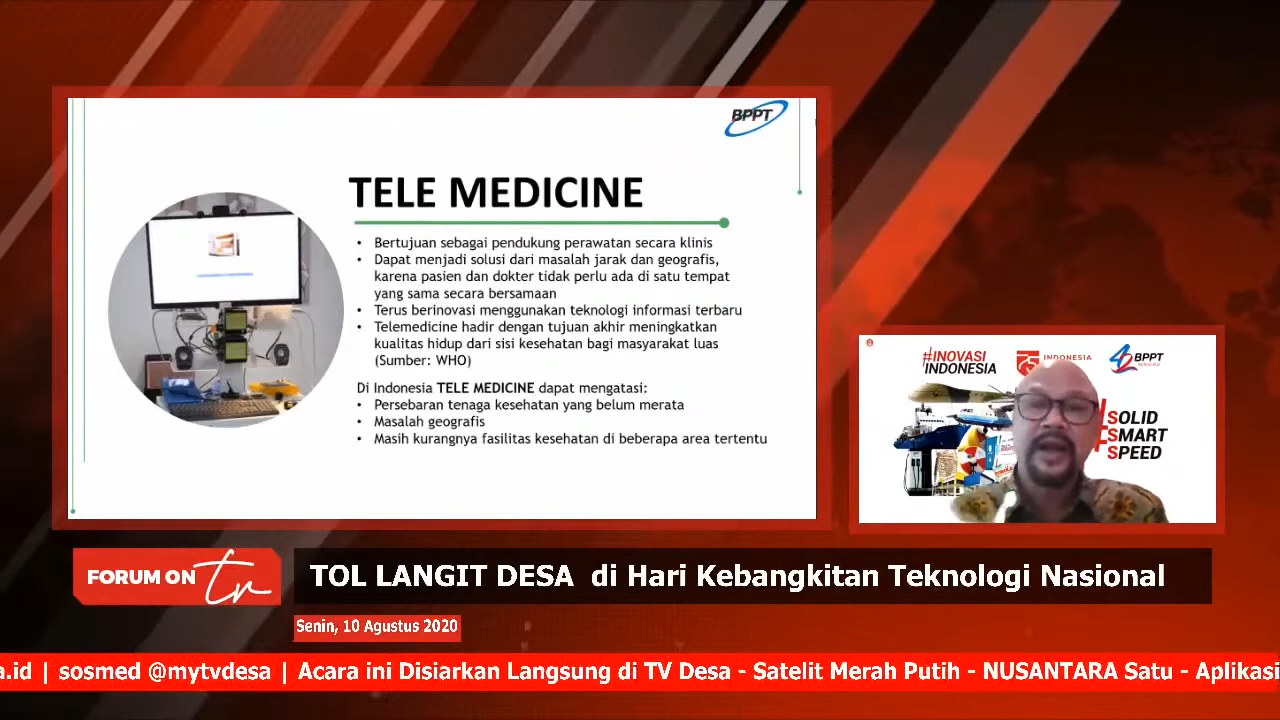 BPPT
TELE MEDICINE
• Bertujuan sebagai pendukung perawatan secara klinis
• Dapat menjadi solusi dari masalah jarak dan geografis,
karena pasien dan dokter tidak perlu ada di satu tempat
yang sama secara bersamaan
• Terus berinovasi menggunakan teknologi informasi terbaru
• Telemedicine hadir dengan tujuan akhir meningkatkan
kualitas hidup dari sisi kesehatan bagi masyarakat luas
(Sumber: WHO)
Di Indonesia TELE MEDICINE dapat mengatasi:
• Persebaran tenaga kesehatan yang belum merata
• Masalah geografis
• Masih kurangnya fasilitas kesehatan di beberapa area tertentu
#INOVASI
INDONESIA
75 INDONESIA
42 BPPT
SOLID
SMART
SPEED
FORUM ON tr
TOL LANGIT DESA di Hari Kebangkitan Teknologi Nasional
Senin, 10 Agustus 2020
a.id | sosmed @mytvdesa | Acara ini Disiarkan Langsung di TV Desa - Satelit Merah Putih - NUSANTARA Satu - Aplikasi